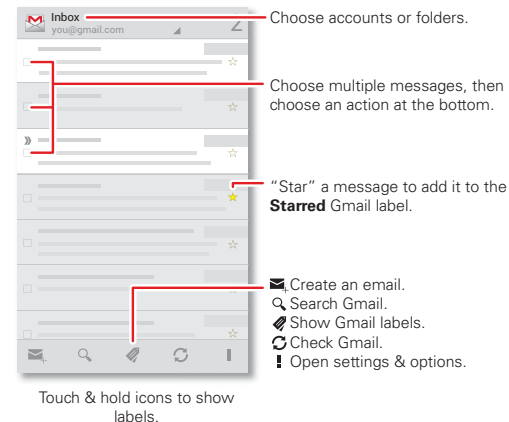 Inbox
you@gmail.com
2
Choose accounts or folders.
Choose multiple messages, then
choose an action at the bottom.
"Star" a message to add it to the
Starred Gmail label.
Create an email.
Search Gmail.
Show Gmail labels.
Check Gmail.
Open settings & options.
Touch & hold icons to show
labels.